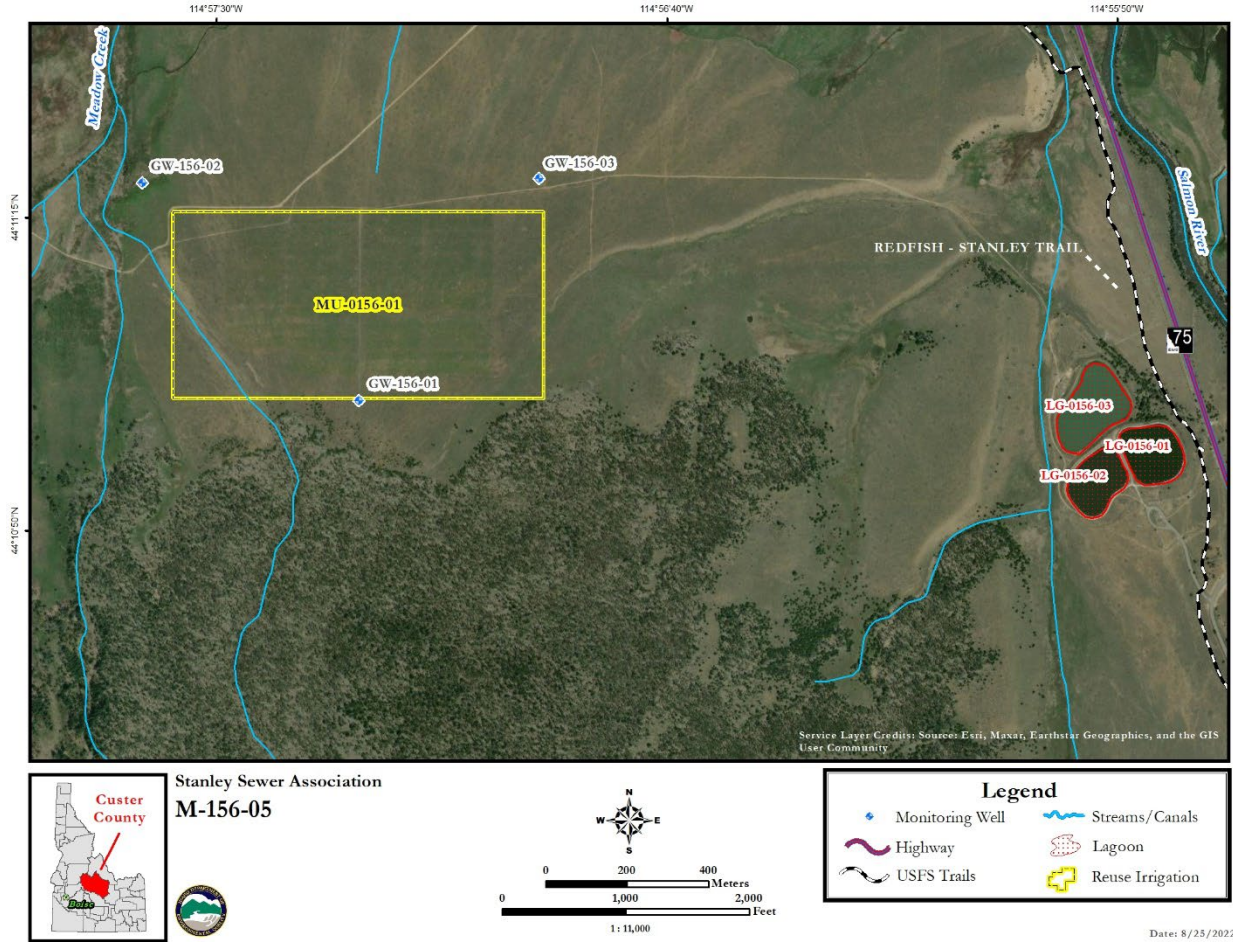 114°57'30"W
114°56'40"W
114°55'50"W
Meadow Creek
GW-156-02
GW-156-03
Salmon River
44°11'15"N
REDFISH - STANLEY TRAIL
MU-0156-01
75
GW-156-01
LG-0156-03
LG-0156-01
LG-0156-02
44°10'50"N
Service Layer Credits: Source: Esri, Maxar, Earthstar Geographics, and the GIS
User Community
Custer
County
Boise
Stanley Sewer Association
M-156-05
N
W
E
S
0
200
400
Meters
0
1,000
2,000
Feet
1 : 11,000
Legend
Monitoring Well
Streams/Canals
Highway
Lagoon
USFS Trails
Reuse Irrigation
Date: 8/25/2022